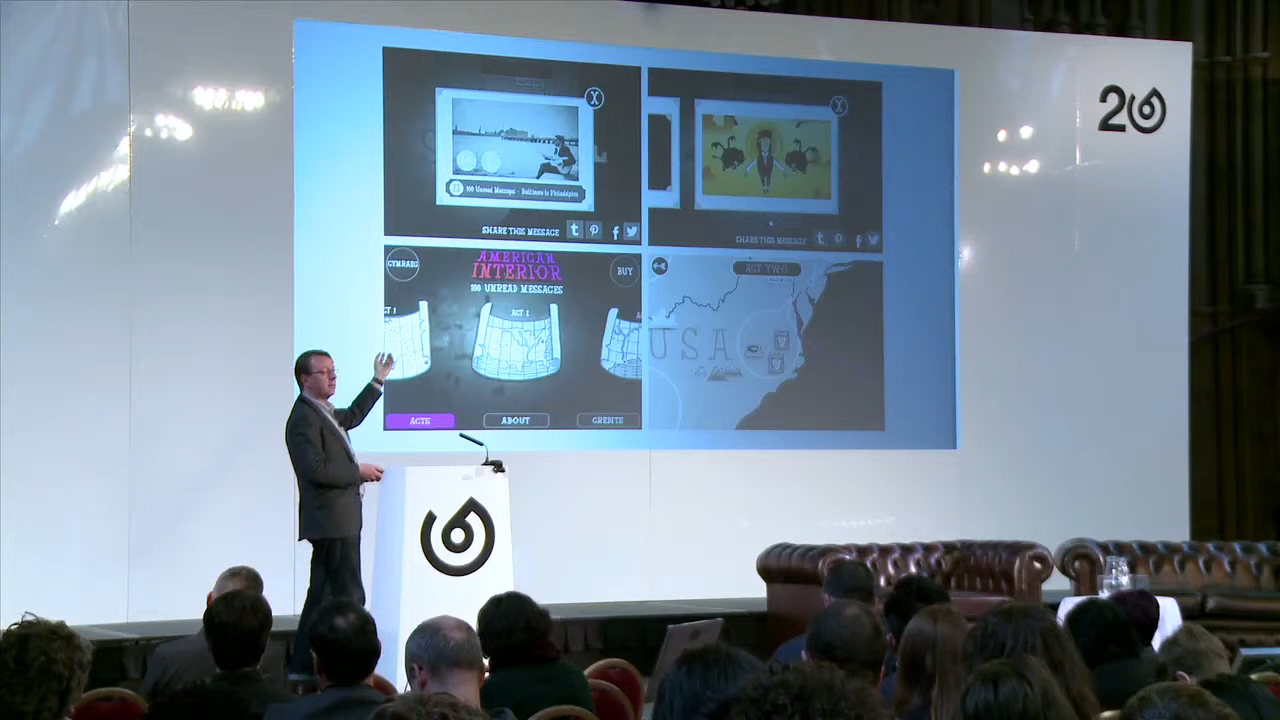 100 Unread Messages - Baltimore to Philadelphia
SHARE THIS MESSAGE
SHARE THIS MESSAGE
CYMRAEG
AMERICAN
INTERIOR
BUY
100 UNREAD MESSAGES
ACT 1
ACTS
ABOUT
CREDITS
ACT TWO
USA
20